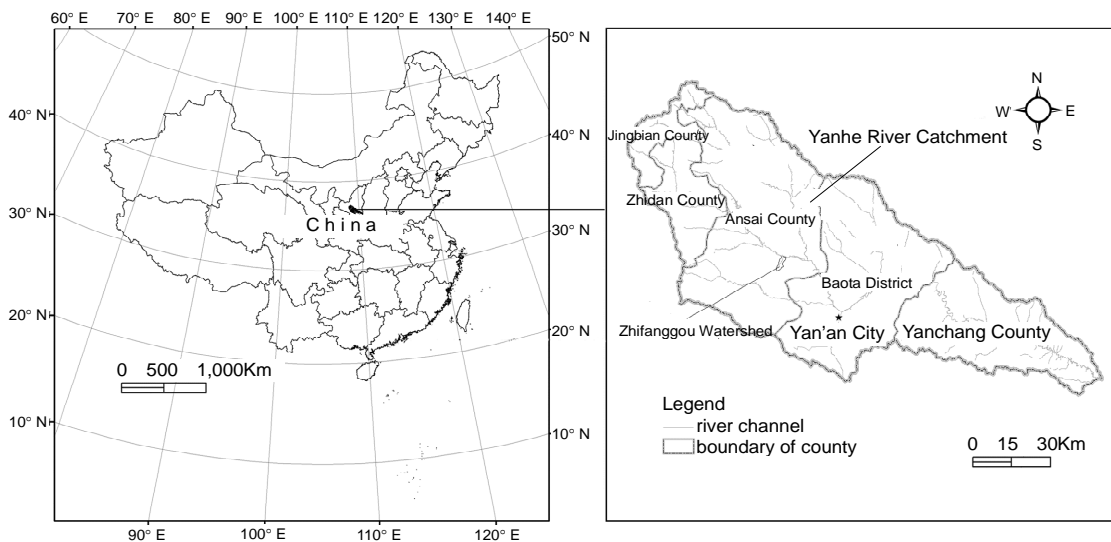 60° E 70° E 80° E 90° E 100° E 110° E 120° E 130° E 140° E
50° N
40° N
40° N
30° N
30° N
20° N
20° N
10° N
10° N
90° E 100° E 110° E 120° E
China
0 500 1,000Km
N
W E
S
Jingbian County
Yanhe River Catchment
Zhidan County
Ansai County
Baota District
Zhifanggou Watershed
Yan'an City
Yanchang County
Legend
river channel
boundary of county
0 15 30Km